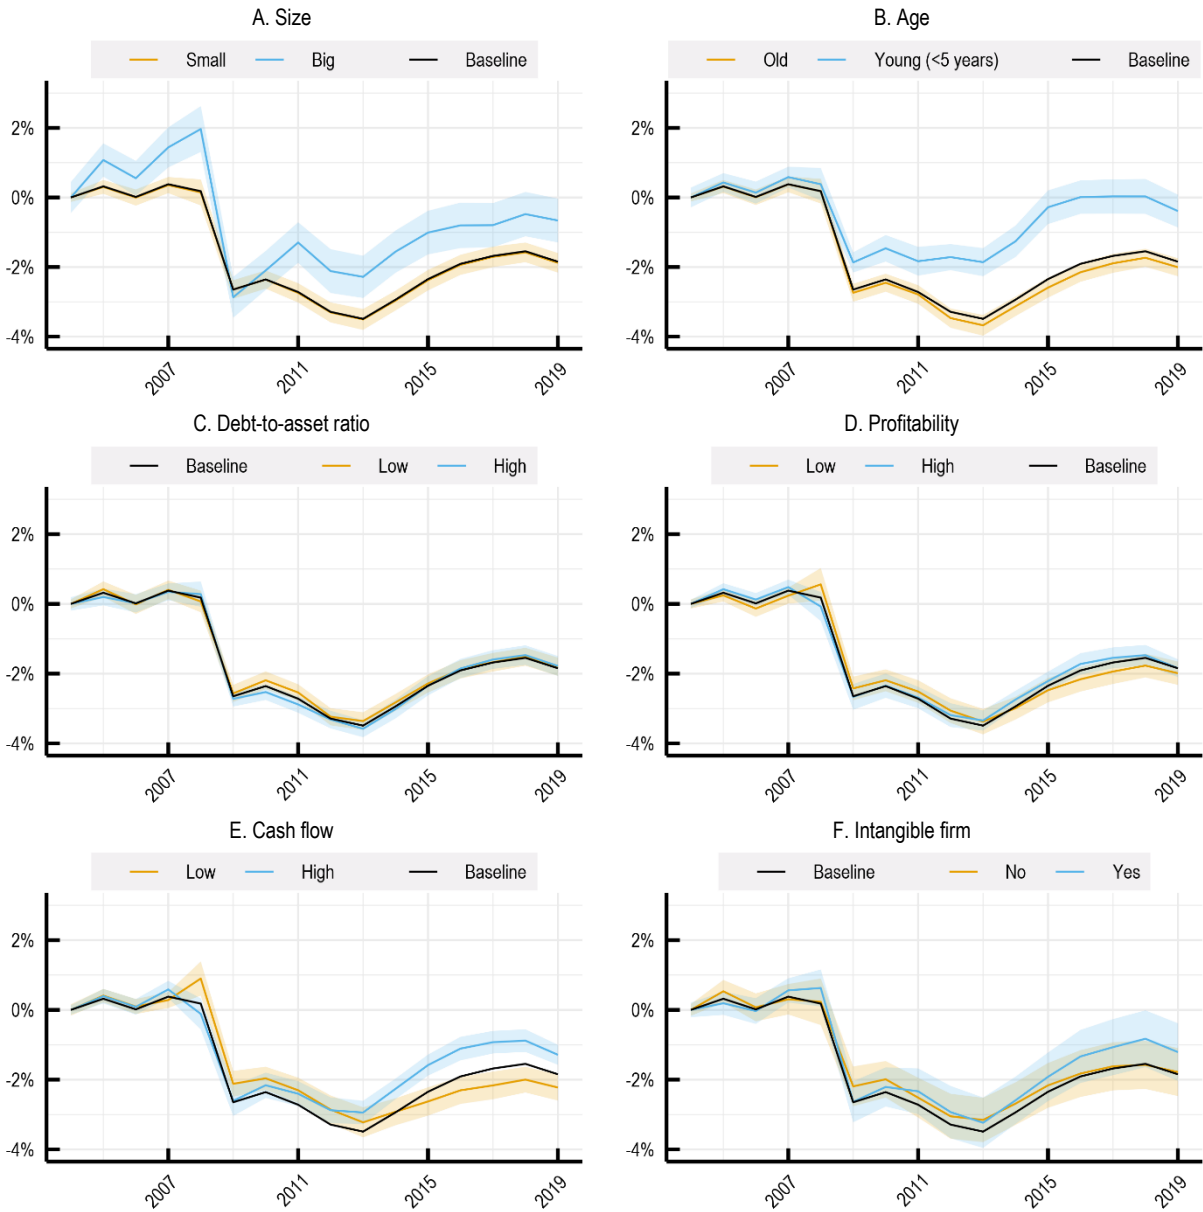 A. Size
Small Big Baseline
2%
0%
-2%
-4%
2007 2011 2015 2019
B. Age
Old Young (<5 years) Baseline
2%
0%
-2%
-4%
2007 2011 2015 2019
C. Debt-to-asset ratio
Baseline Low High
2%
0%
-2%
-4%
2007 2011 2015 2019
D. Profitability
Low High Baseline
2%
0%
-2%
-4%
2007 2011 2015 2019
E. Cash flow
Low High Baseline
2%
0%
-2%
-4%
2007 2011 2015 2019
F. Intangible firm
Baseline No Yes
2%
0%
-2%
-4%
2007 2011 2015 2019